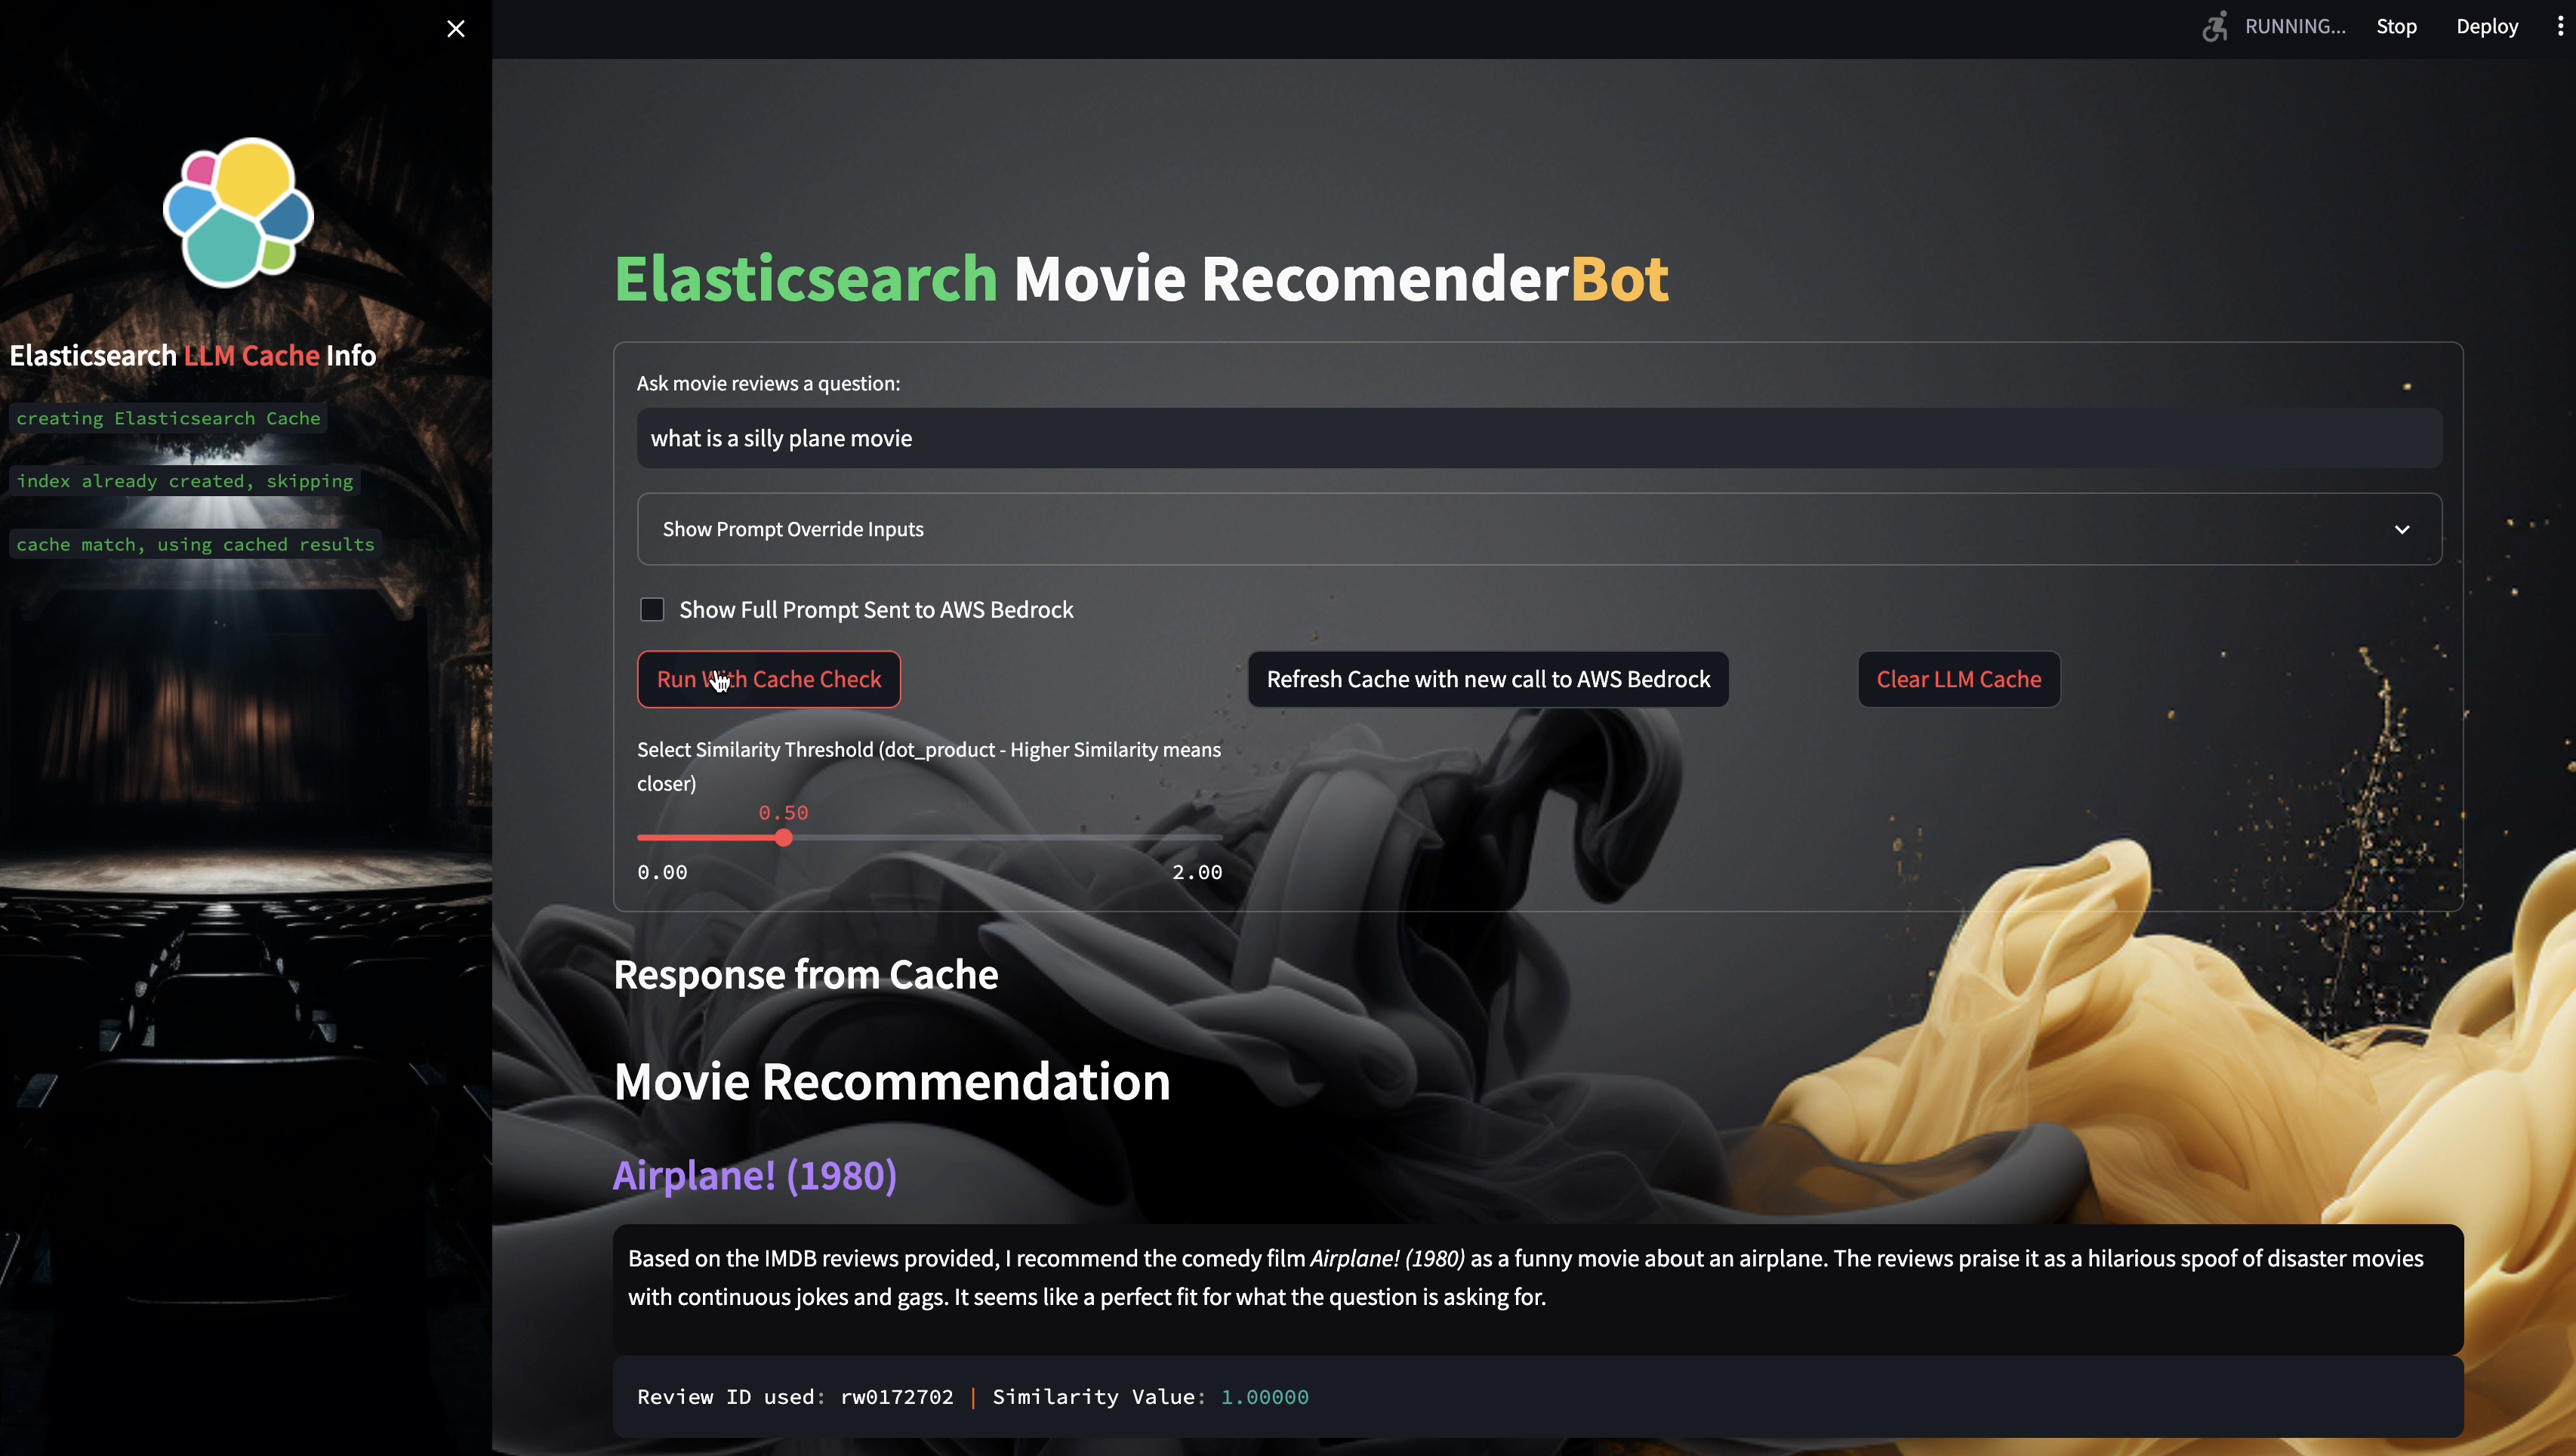 RUNNING...
Stop
Deploy
Elasticsearch LLM Cache Info
creating Elasticsearch Cache
index already created, skipping
cache match, using cached results
Elasticsearch Movie RecomenderBot
Ask movie reviews a question:
what is a silly plane movie
Show Prompt Override Inputs
Show Full Prompt Sent to AWS Bedrock
Run With Cache Check
Refresh Cache with new call to AWS Bedrock
Clear LLM Cache
Select Similarity Threshold (dot_product - Higher Similarity means
closer)
0.50
0.00
2.00
Response from Cache
Movie Recommendation
Airplane! (1980)
Based on the IMDB reviews provided, I recommend the comedy film Airplane! (1980) as a funny movie about an airplane. The reviews praise it as a hilarious spoof of disaster movies
with continuous jokes and gags. It seems like a perfect fit for what the question is asking for.
Review ID used: rw0172702 | Similarity Value: 1.00000